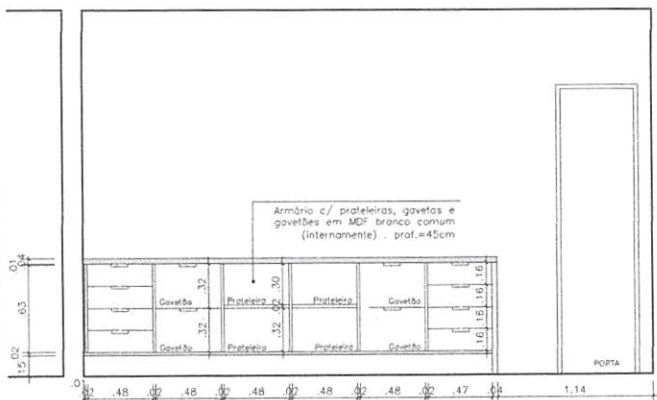 Armário c/ prateleiras, gavetas e
gavetões em MDF branco comum
(internamente) . prof.=45cm
.01 .04
.63
.15 .02
.32 .30 .16
.16
Gavetão Prateleira .02 Prateleira Gavetão
.32 .32 .16
.16
Gavetão Prateleira Prateleira Gavetão
PORTA
.01
.02 .48 .02 .48 .02 .48 .02 .48 .02 .48 .02 .47 .04 1.14